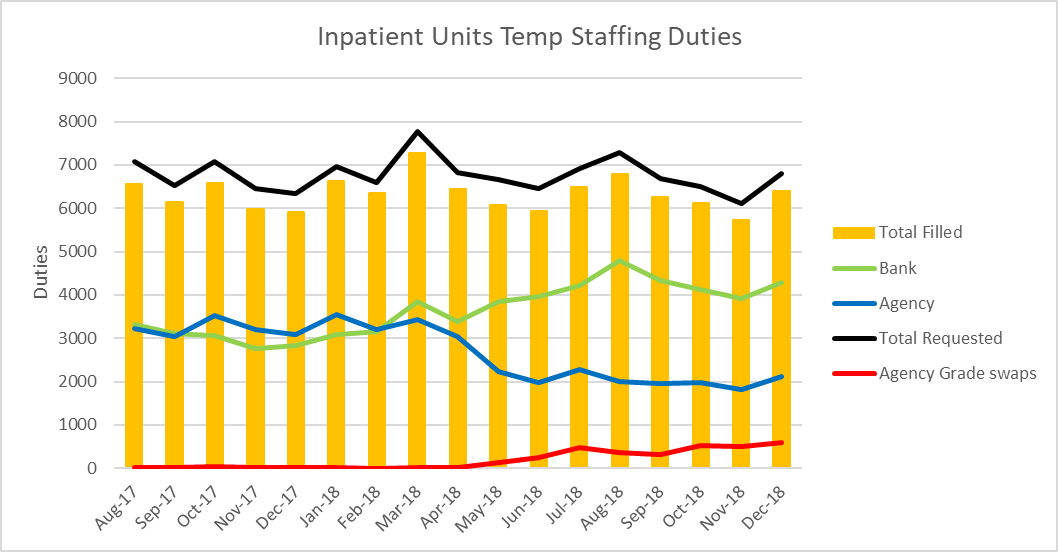 Inpatient Units Temp Staffing Duties
9000
8000
7000
6000
5000
4000
3000
2000
1000
0
Duties
Aug-17
Sep-17
Oct-17
Nov-17
Dec-17
Jan-18
Feb-18
Mar-18
Apr-18
May-18
Jun-18
Jul-18
Aug-18
Sep-18
Oct-18
Nov-18
Dec-18
Total Filled
Bank
Agency
Total Requested
Agency Grade swaps